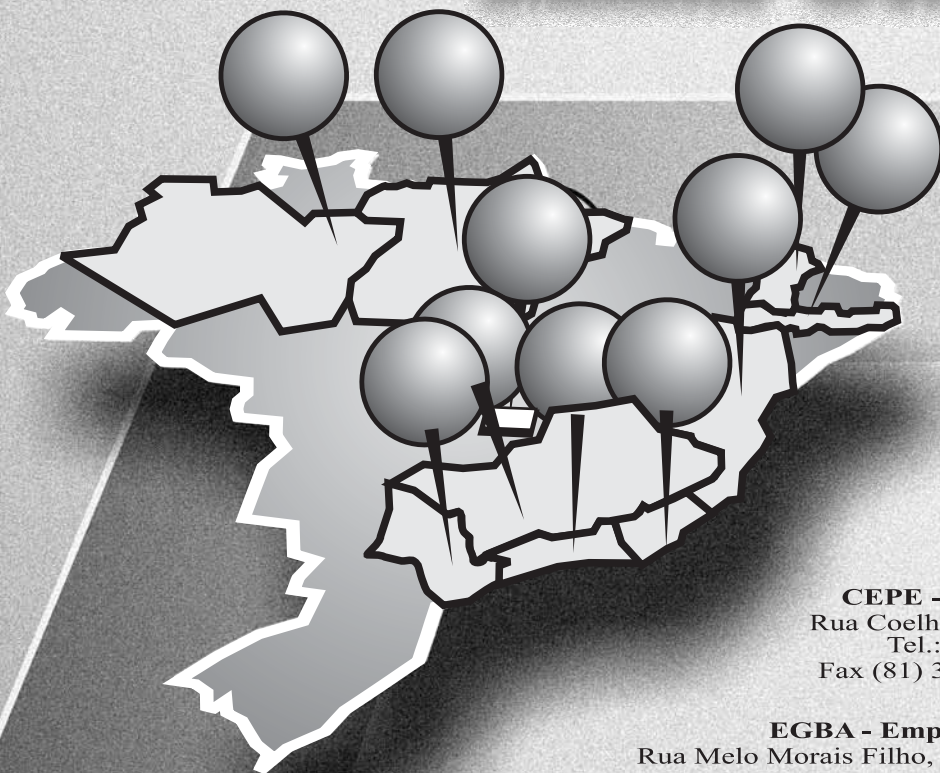 CEPE -
Rua Coelh
Tel.:
Fax (81) 3
EGBA - Emp
Rua Melo Morais Filho,